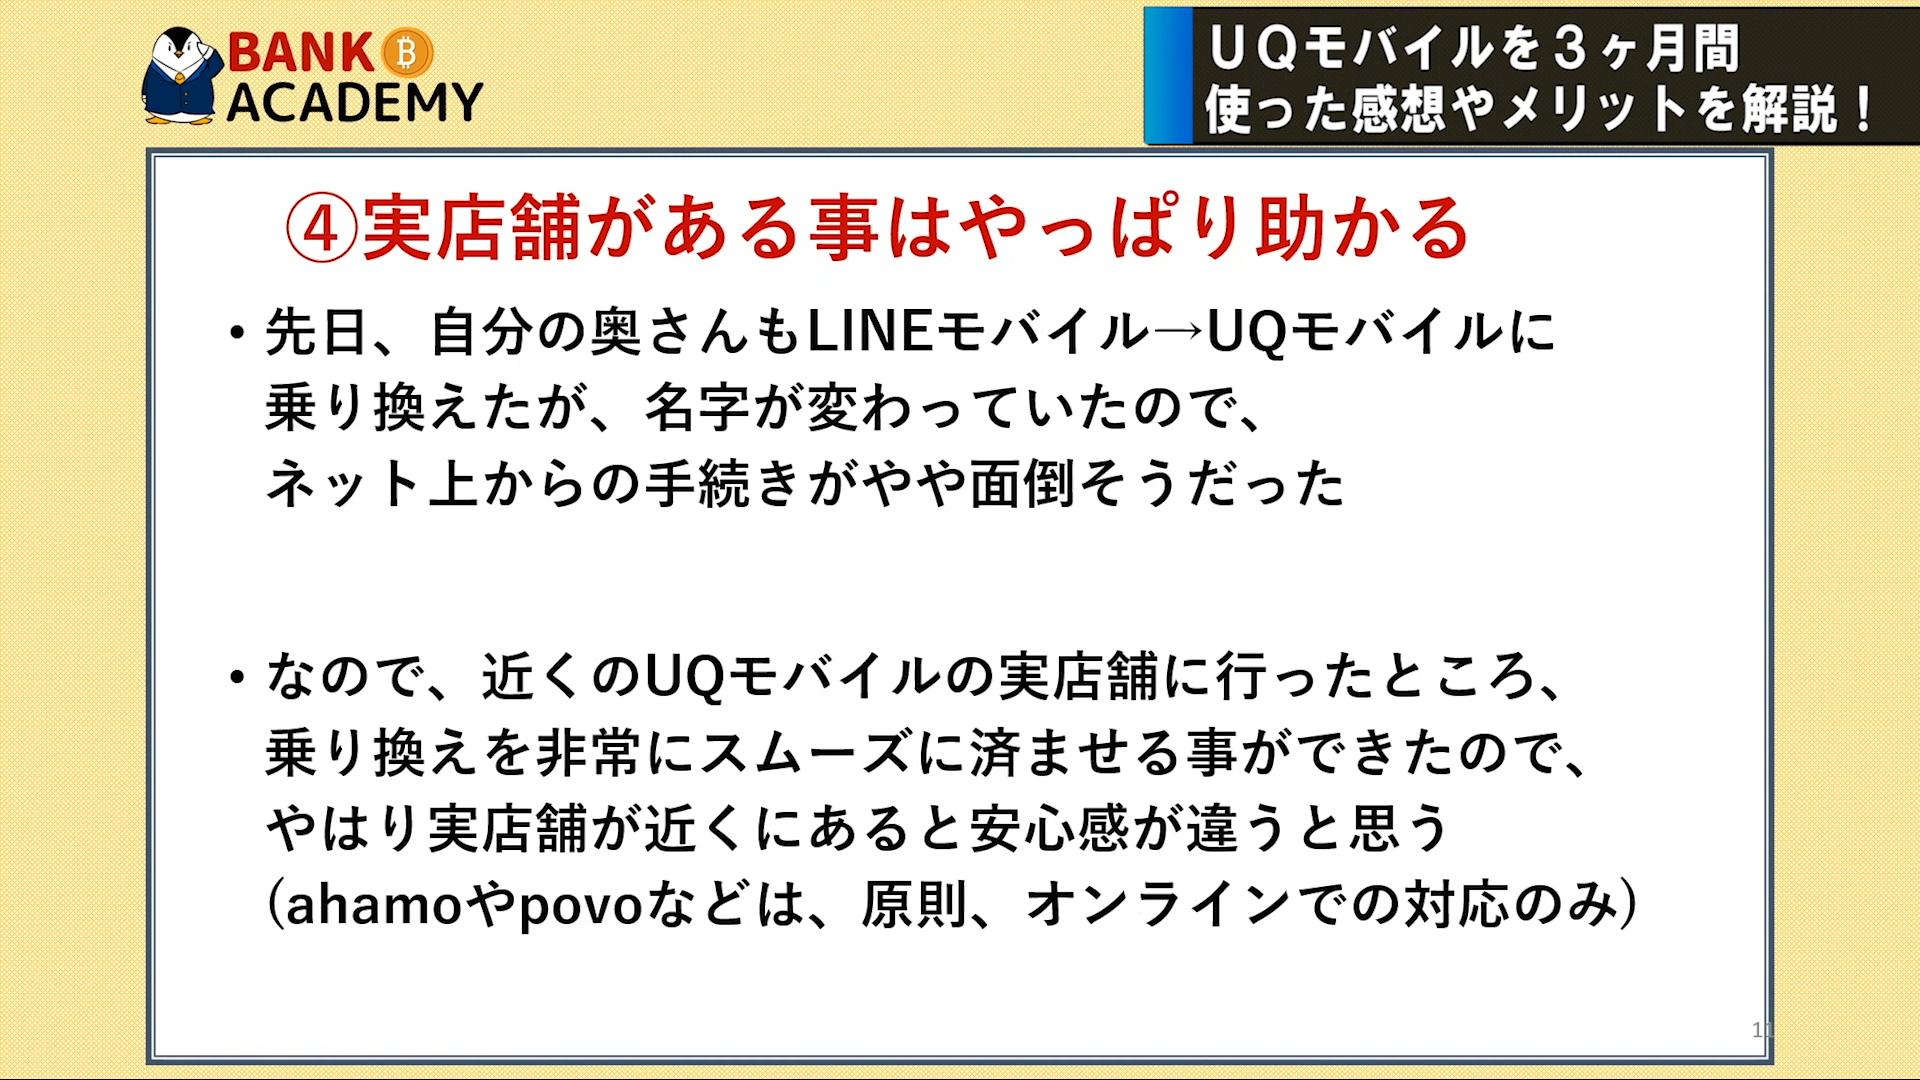 BANK
ACADEMY
UQモバイルを3ヶ月間
使った感想やメリットを解説！
④実店舗がある事はやっぱり助かる
・先日、自分の奥さんもLINEモバイル→UQモバイルに
乗り換えたが、名字が変わっていたので、
ネット上からの手続きがやや面倒そうだった
・なので、近くのUQモバイルの実店舗に行ったところ、
乗り換えを非常にスムーズに済ませる事ができたので、
やはり実店舗が近くにあると安心感が違うと思う
(ahamoやpovoなどは、原則、オンラインでの対応のみ)
11